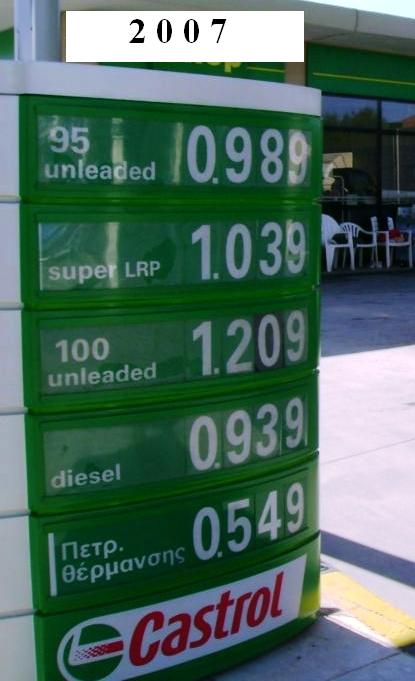 2 0 0 7
95
unleaded 0.989
super LRP 1.039
100
unleaded 1.209
diesel 0.939
Πετρ.
θέρμανσης 0.549
Castrol